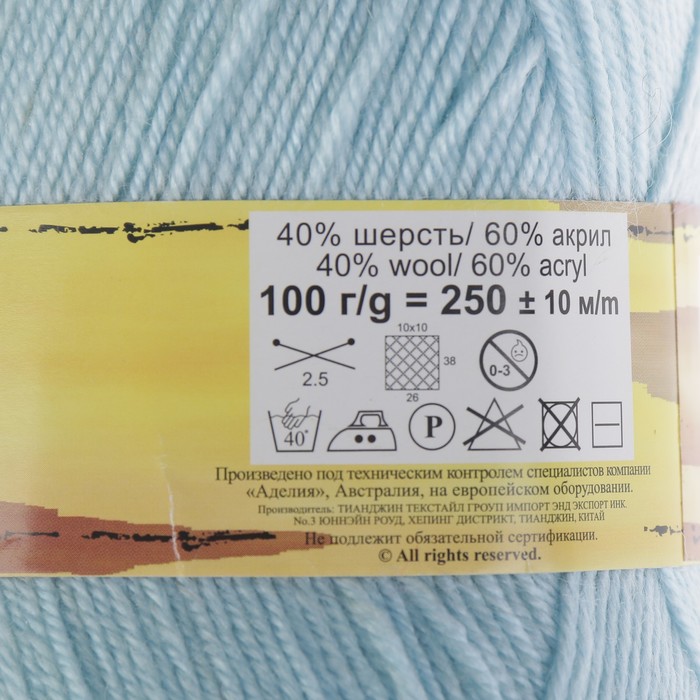 40% шерсть/ 60% акрил
40% wool/ 60% acryl
100 г/g = 250 ± 10 м/m
10x10
38
2.5
26
0-3
40°
P
Произведено под техническим контролем специалистов компании
«Аделия», Австралия, на европейском оборудовании.
Производитель: ТИАНДЖИН ТЕКСТАЙЛ ГРОУП ИМПОРТ ЭНД ЭКСПОРТ ИНК.
No.3 ЮННЭЙН РОУД, ХЕПИНГ ДИСТРИКТ, ТИАНДЖИН, КИТАЙ
Не подлежит обязательной сертификации.
© All rights reserved.